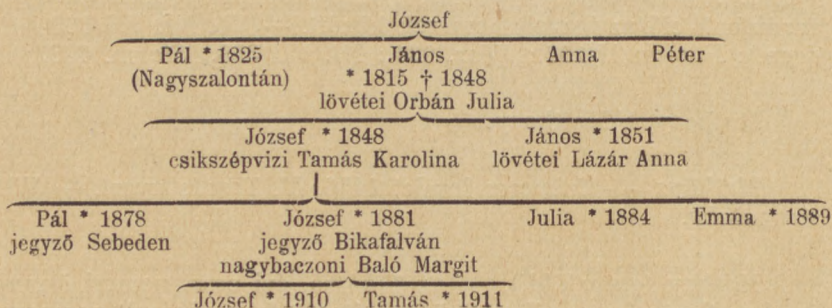 József
Pál * 1825 János Anna Péter
(Nagyszalontán) * 1815 † 1848
lövétei Orbán Julia
József * 1848 János * 1851
csikszépvizi Tamás Karolina lövétei Lázár Anna
Pál * 1878 József * 1881 Julia * 1884 Emma * 1889
jegyző Sebeden jegyző Bikafalván
nagybaczoni Baló Margit
József * 1910 Tamás * 1911